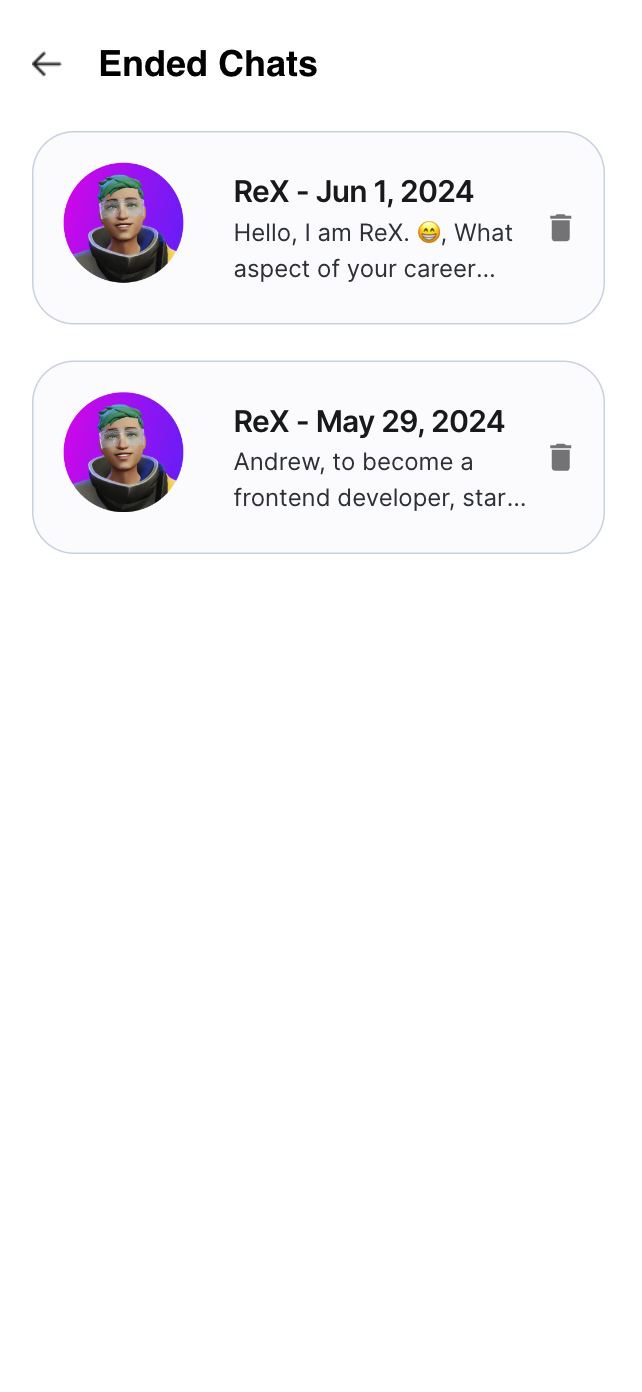 Ended Chats
ReX - Jun 1, 2024
Hello, I am ReX. 😁, What
aspect of your career...
ReX - May 29, 2024
Andrew, to become a
frontend developer, star...